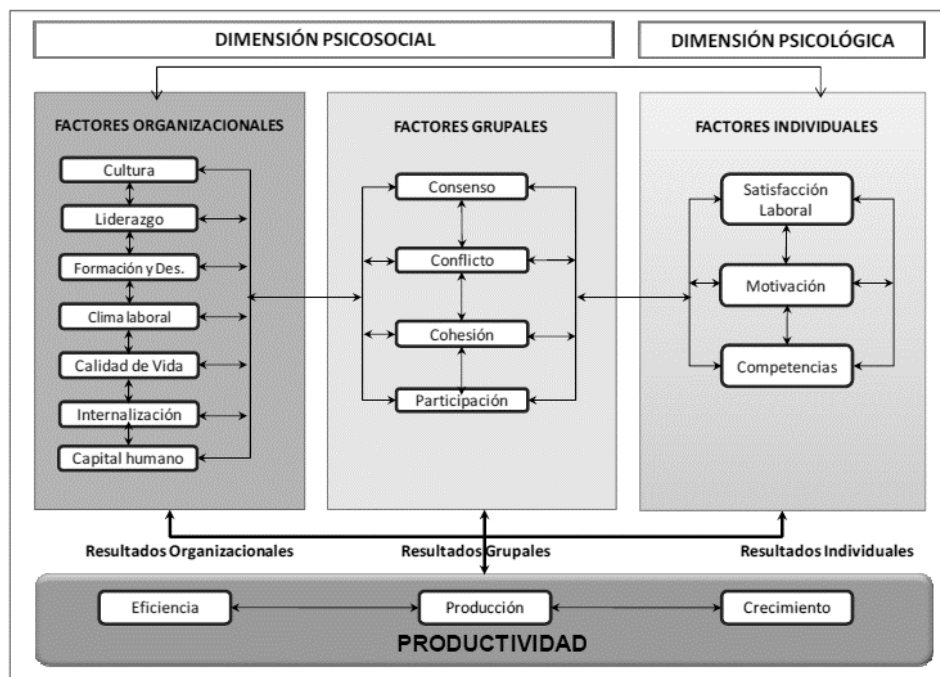 DIMENSIÓN PSICOSOCIAL
DIMENSIÓN PSICOLÓGICA
FACTORES ORGANIZACIONALES
Cultura
Liderazgo
Formación y Des.
Clima laboral
Calidad de Vida
Internalización
Capital humano
FACTORES GRUPALES
Consenso
Conflicto
Cohesión
Participación
FACTORES INDIVIDUALES
Satisfacción
Laboral
Motivación
Competencias
Resultados Organizacionales
Resultados Grupales
Resultados Individuales
Eficiencia
Producción
Crecimiento
PRODUCTIVIDAD